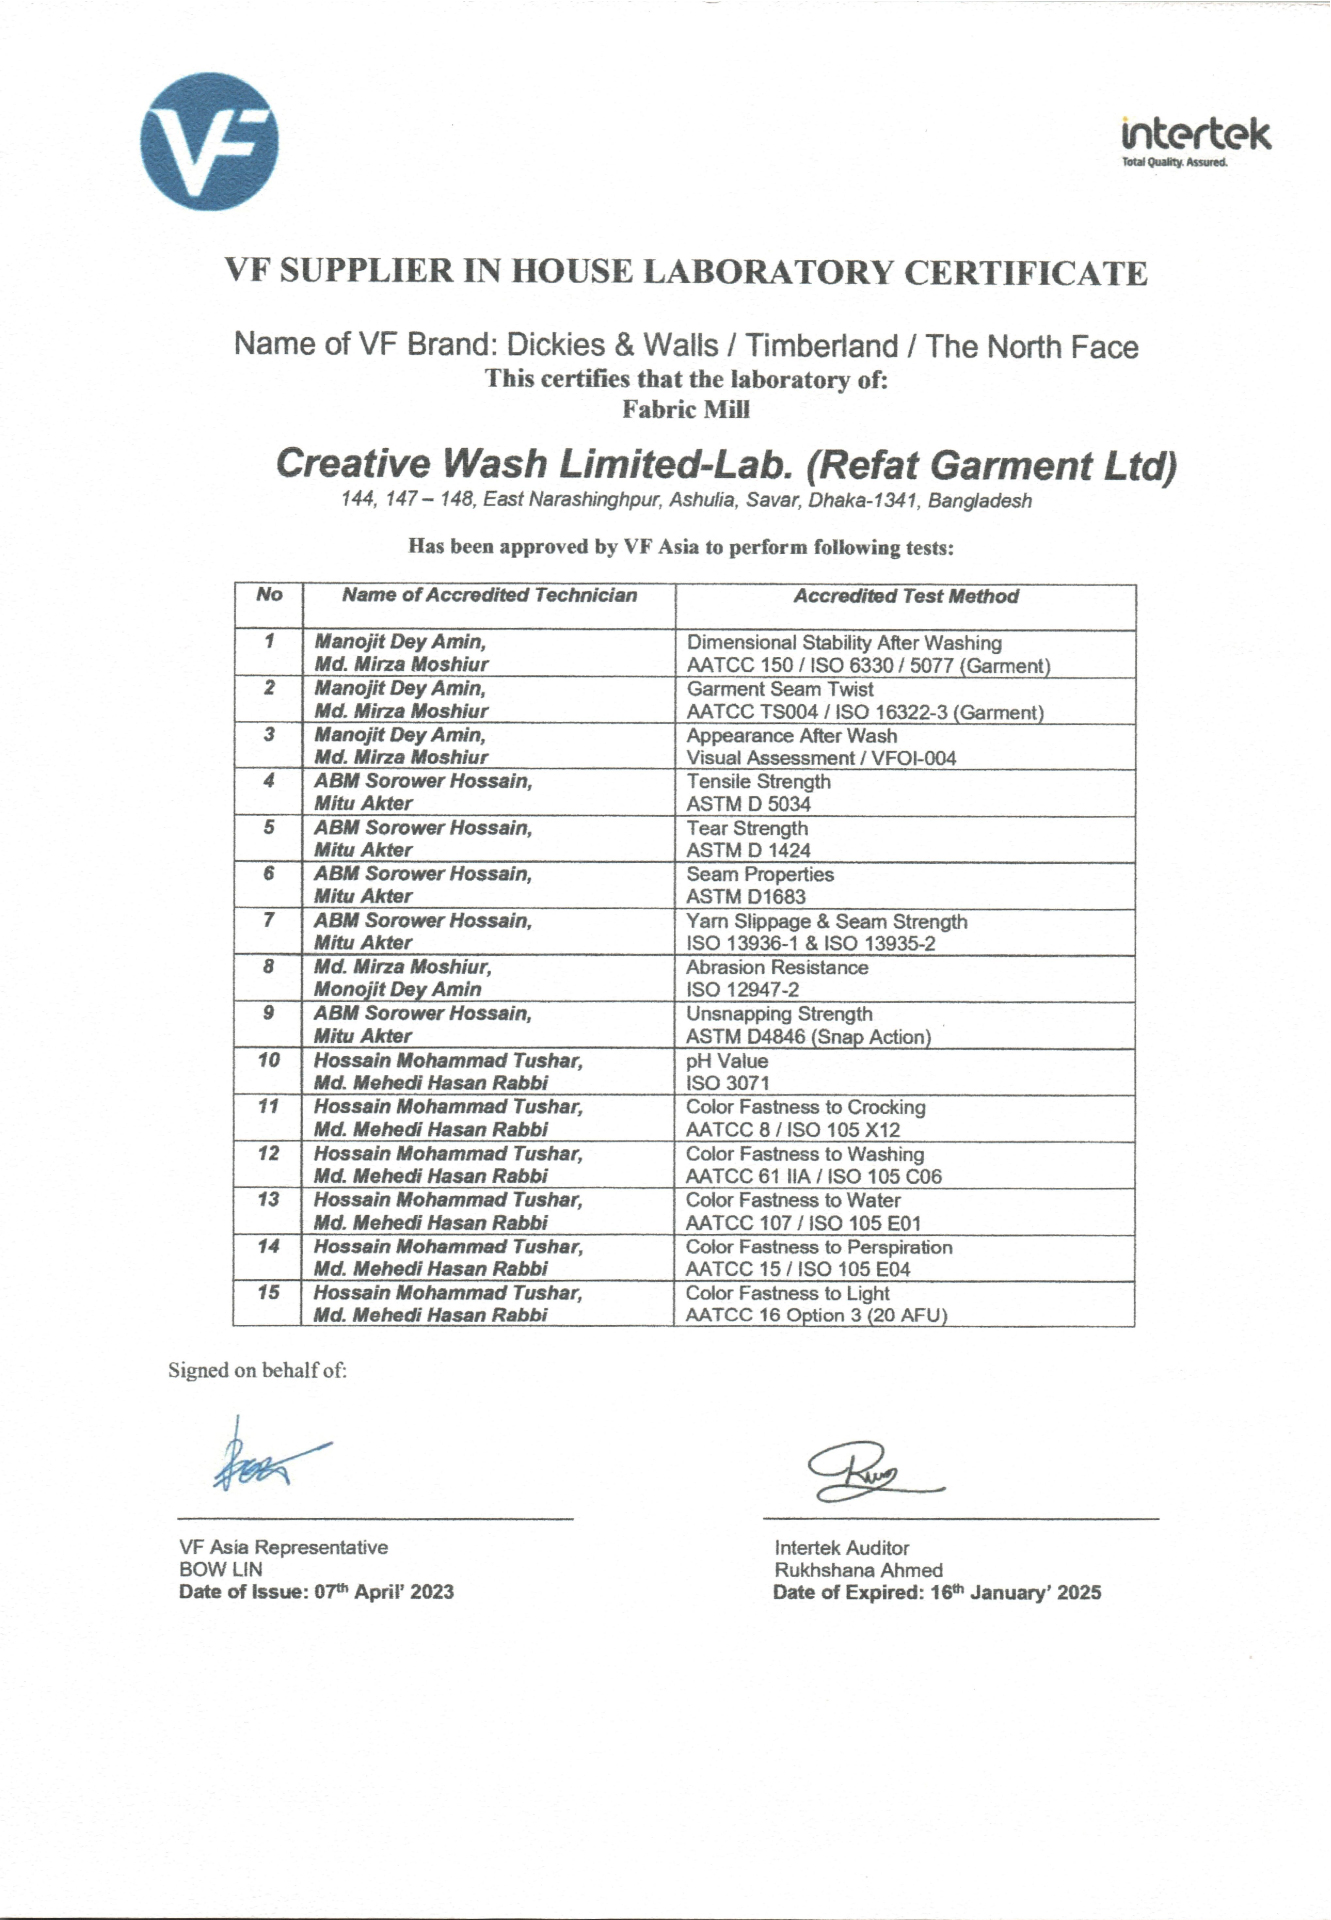 VF
intertek
Total Quality. Assured.
VF SUPPLIER IN HOUSE LABORATORY CERTIFICATE
Name of VF Brand: Dickies & Walls / Timberland / The North Face
This certifies that the laboratory of:
Fabric Mill
Creative Wash Limited-Lab. (Refat Garment Ltd)
144, 147 – 148, East Narashinghpur, Ashulia, Savar, Dhaka-1341, Bangladesh
Has been approved by VF Asia to perform following tests:
No Name of Accredited Technician Accredited Test Method
1 Manojit Dey Amin, Dimensional Stability After Washing
Md. Mirza Moshiur AATCC 150 / ISO 6330 / 5077 (Garment)
2 Manojit Dey Amin, Garment Seam Twist
Md. Mirza Moshiur AATCC TS004 / ISO 16322-3 (Garment)
3 Manojit Dey Amin, Appearance After Wash
Md. Mirza Moshiur Visual Assessment / VFOI-004
4 ABM Sorower Hossain, Tensile Strength
Mitu Akter ASTM D 5034
5 ABM Sorower Hossain, Tear Strength
Mitu Akter ASTM D 1424
6 ABM Sorower Hossain, Seam Properties
Mitu Akter ASTM D1683
7 ABM Sorower Hossain, Yarn Slippage & Seam Strength
Mitu Akter ISO 13936-1 & ISO 13935-2
8 Md. Mirza Moshiur, Abrasion Resistance
Monojit Dey Amin ISO 12947-2
9 ABM Sorower Hossain, Unsnapping Strength
Mitu Akter ASTM D4846 (Snap Action)
10 Hossain Mohammad Tushar, pH Value
Md. Mehedi Hasan Rabbi ISO 3071
11 Hossain Mohammad Tushar, Color Fastness to Crocking
Md. Mehedi Hasan Rabbi AATCC 8 / ISO 105 X12
12 Hossain Mohammad Tushar, Color Fastness to Washing
Md. Mehedi Hasan Rabbi AATCC 61 IIA / ISO 105 C06
13 Hossain Mohammad Tushar, Color Fastness to Water
Md. Mehedi Hasan Rabbi AATCC 107 / ISO 105 E01
14 Hossain Mohammad Tushar, Color Fastness to Perspiration
Md. Mehedi Hasan Rabbi AATCC 15 / ISO 105 E04
15 Hossain Mohammad Tushar, Color Fastness to Light
Md. Mehedi Hasan Rabbi AATCC 16 Option 3 (20 AFU)
Signed on behalf of:
VF Asia Representative Intertek Auditor
BOW LIN Rukhshana Ahmed
Date of Issue: 07th April' 2023 Date of Expired: 16th January' 2025